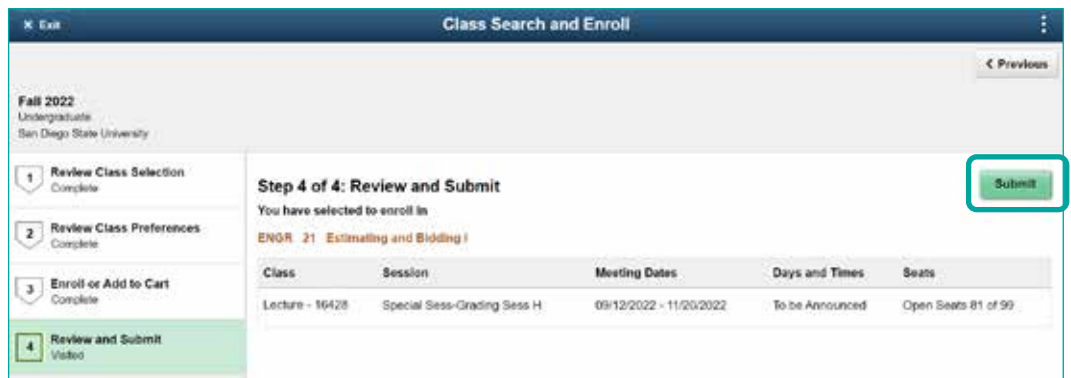 ✕ Exit
Class Search and Enroll
< Previous
Fall 2022
Undergraduate
San Diego State University
1 Review Class Selection
Complete
2 Review Class Preferences
Complete
3 Enroll or Add to Cart
Complete
4 Review and Submit
Visited
Step 4 of 4: Review and Submit
Submit
You have selected to enroll in
ENGR 21 Estimating and Bidding I
Class Session Meeting Dates Days and Times Seats
Lecture - 16428 Special Sess-Grading Sess H 09/12/2022 - 11/20/2022 To be Announced Open Seats 81 of 99